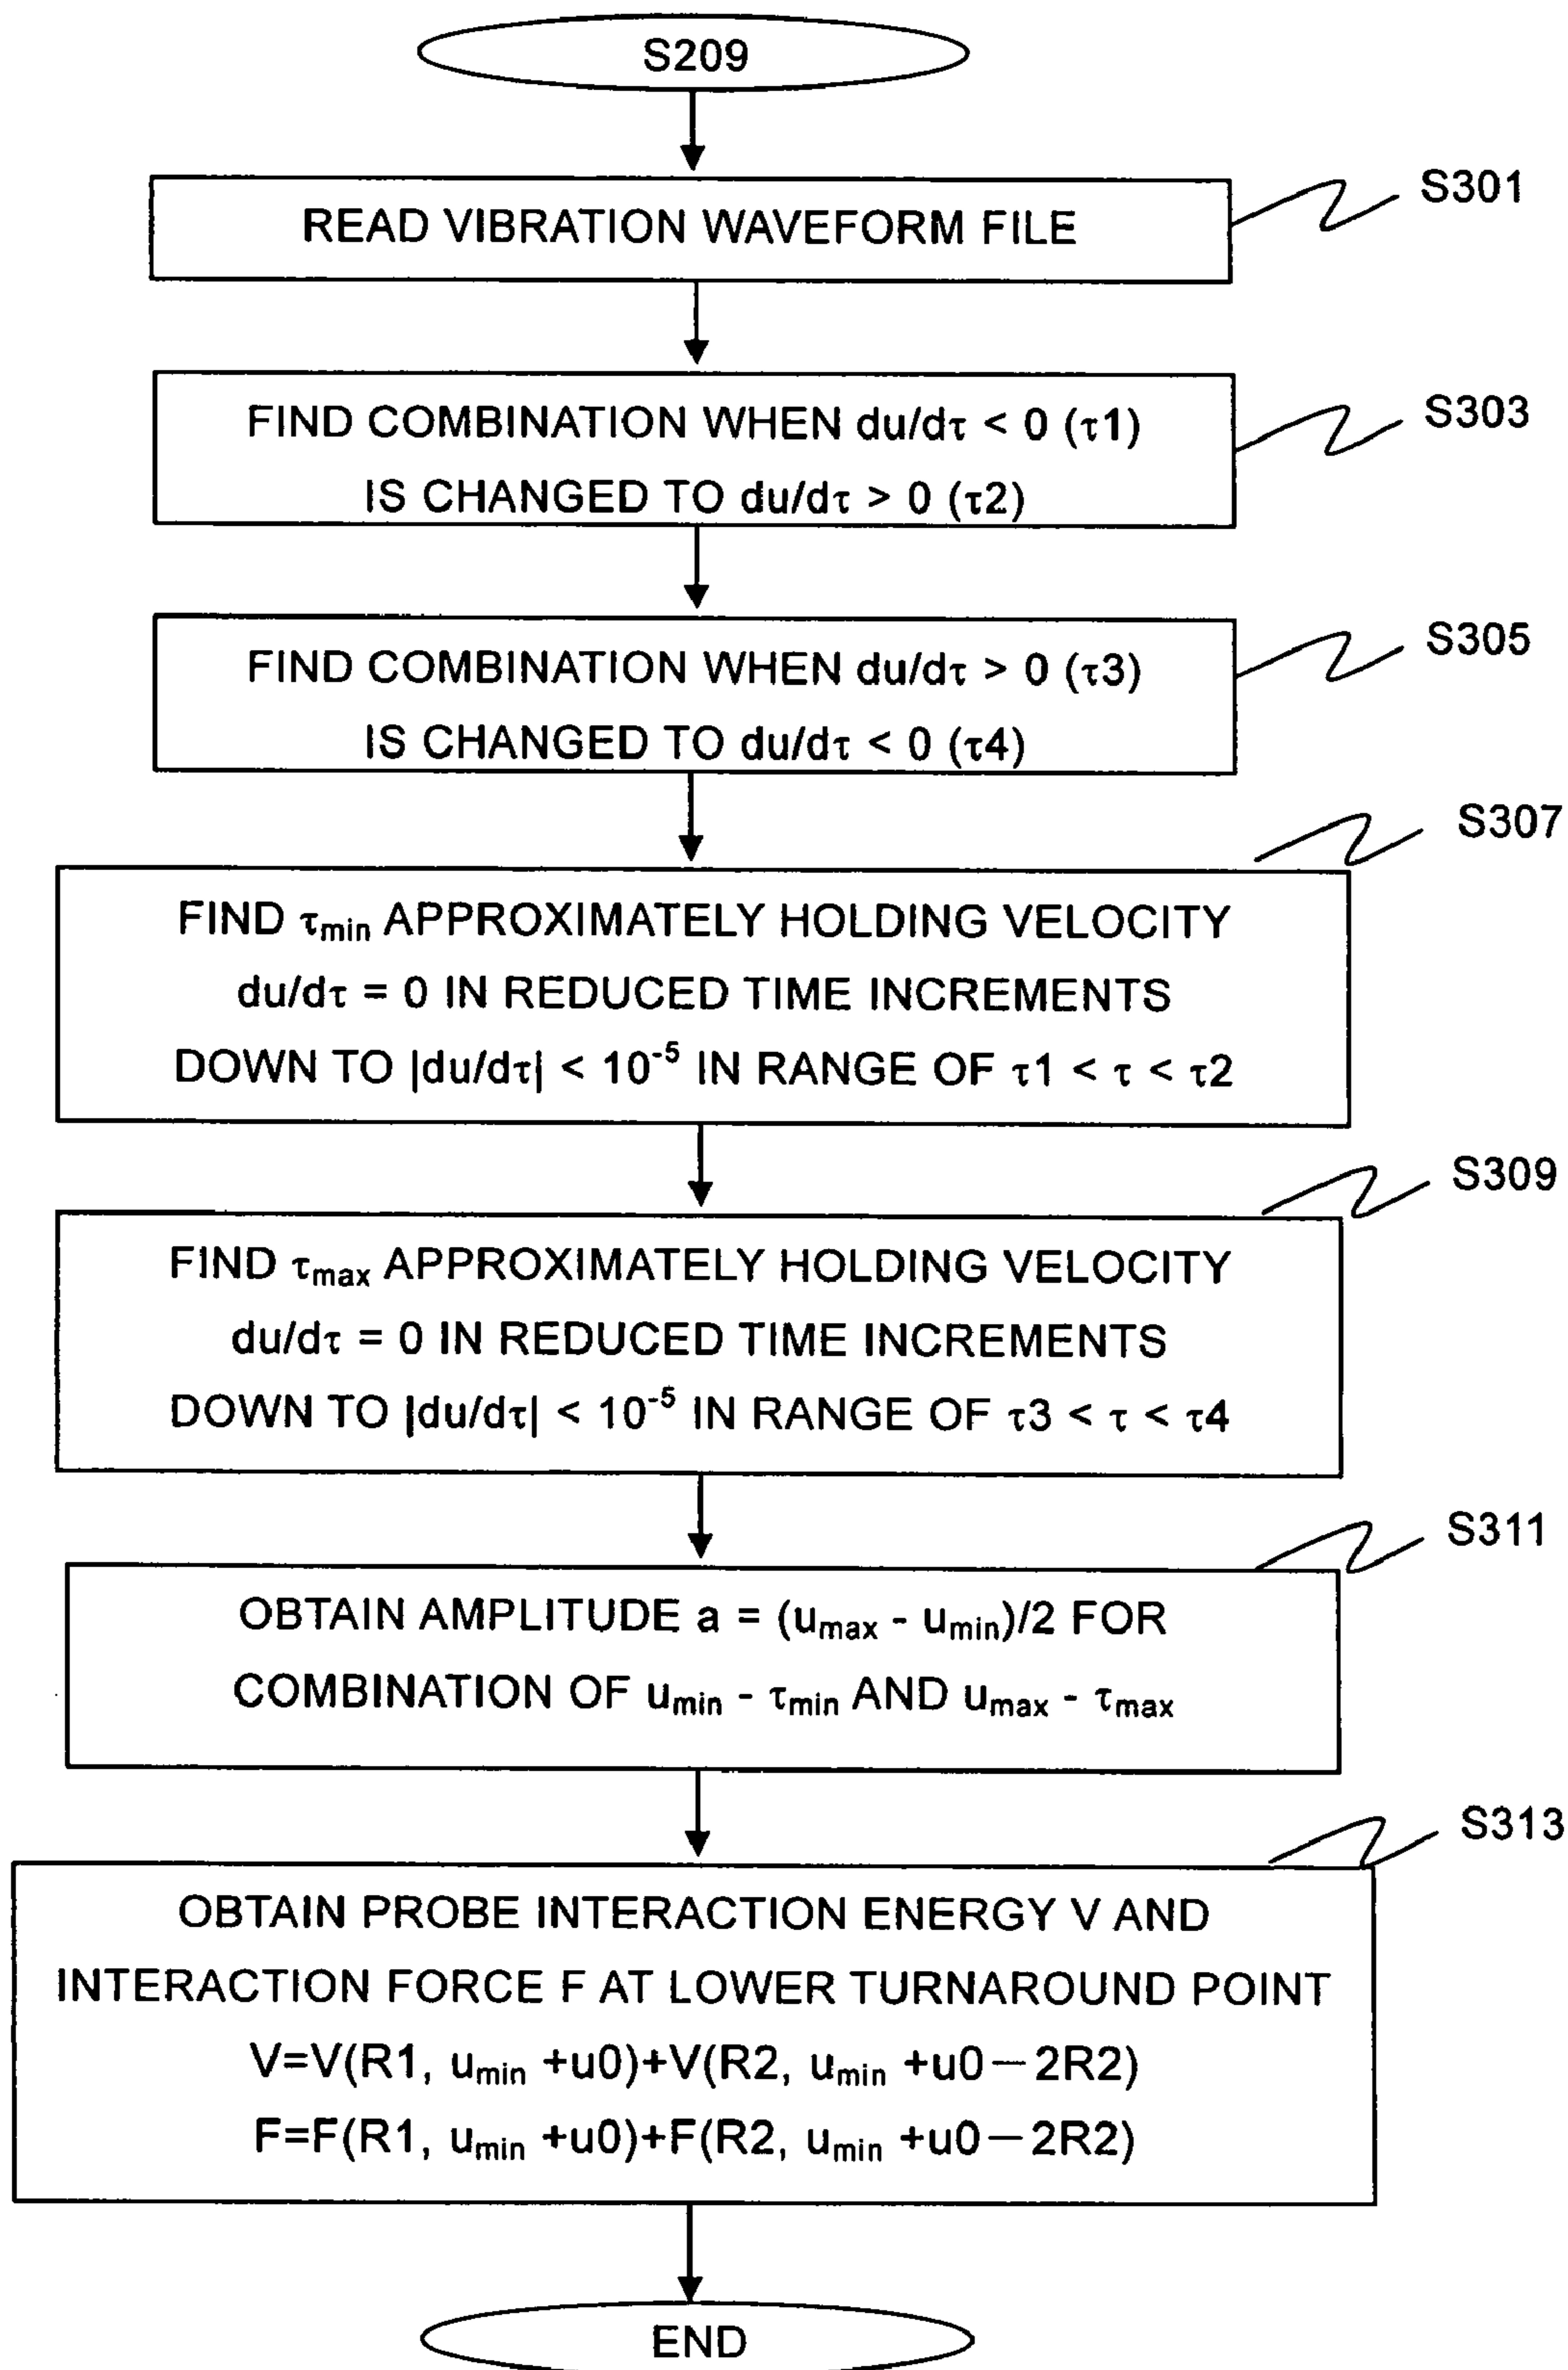 S209
READ VIBRATION WAVEFORM FILE
S301
FIND COMBINATION WHEN du/dτ < 0 (τ1)
IS CHANGED TO du/dτ > 0 (τ2)
S303
FIND COMBINATION WHEN du/dτ > 0 (τ3)
IS CHANGED TO du/dτ < 0 (τ4)
S305
S307
FIND τmin APPROXIMATELY HOLDING VELOCITY
du/dτ = 0 IN REDUCED TIME INCREMENTS
DOWN TO |du/dτ| < 10⁻⁵ IN RANGE OF τ1 < τ < τ2
S309
FIND τmax APPROXIMATELY HOLDING VELOCITY
du/dτ = 0 IN REDUCED TIME INCREMENTS
DOWN TO |du/dτ| < 10⁻⁵ IN RANGE OF τ3 < τ < τ4
S311
OBTAIN AMPLITUDE a = (umax - umin)/2 FOR
COMBINATION OF umin - τmin AND umax - τmax
S313
OBTAIN PROBE INTERACTION ENERGY V AND
INTERACTION FORCE F AT LOWER TURNAROUND POINT
V=V(R1, umin +u0)+V(R2, umin +u0－2R2)
F=F(R1, umin +u0)+F(R2, umin +u0－2R2)
END